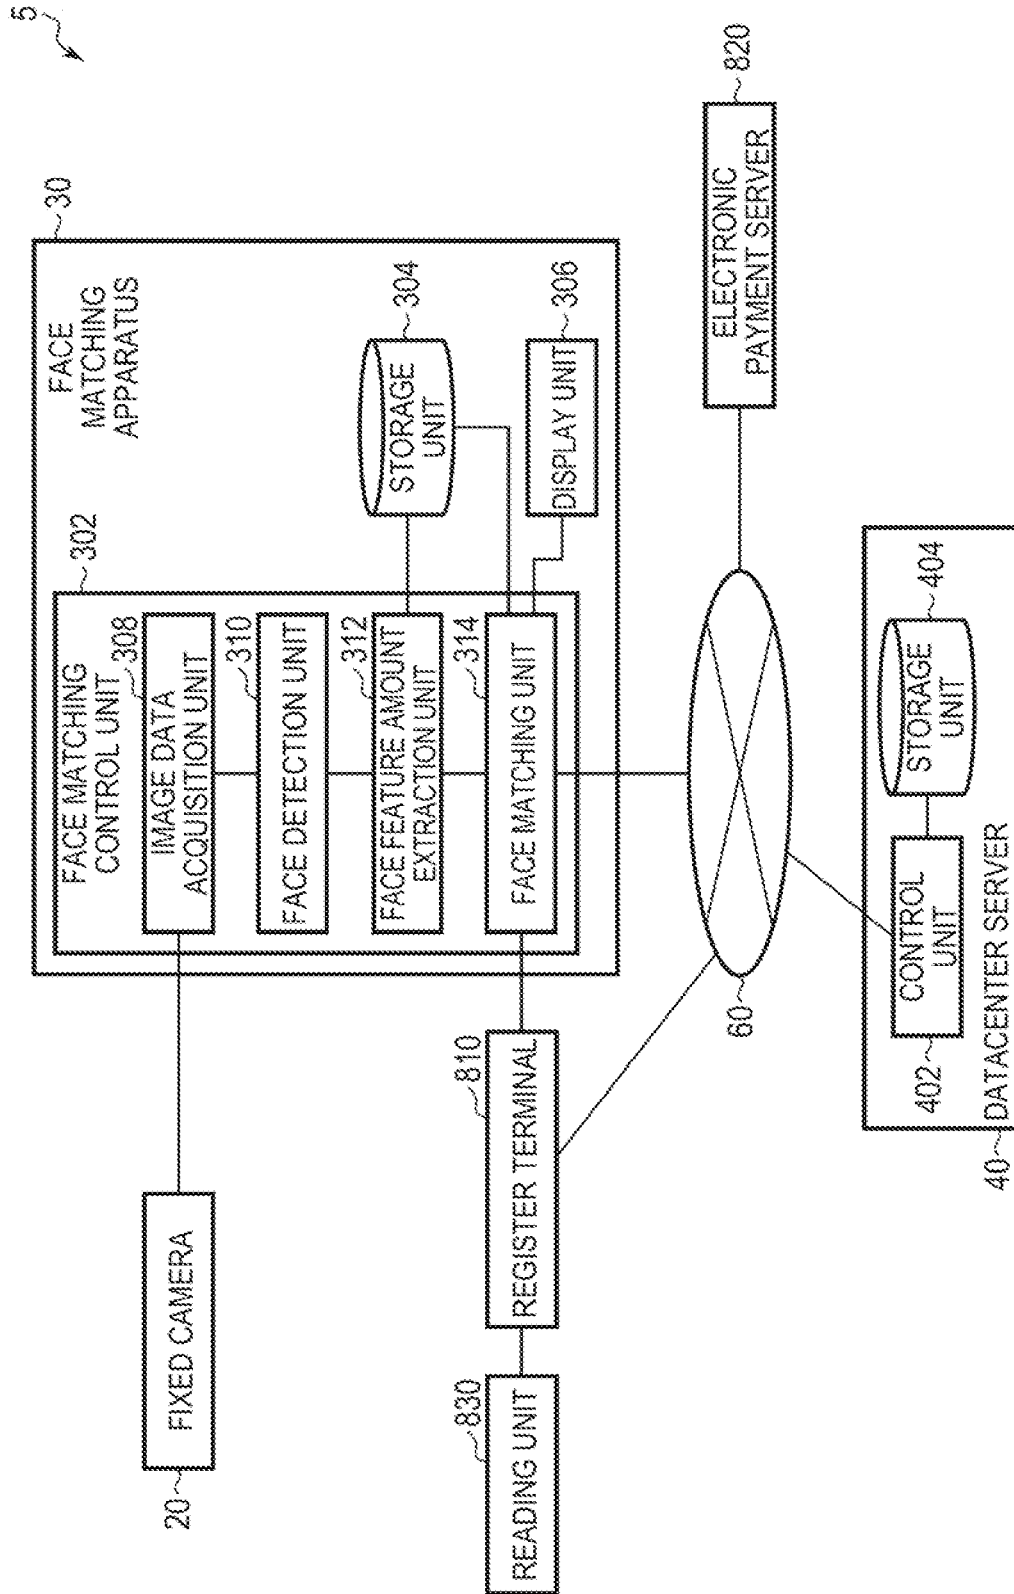 5
30
FACE
MATCHING
APPARATUS
302
FACE MATCHING
CONTROL UNIT
308
IMAGE DATA
ACQUISITION UNIT
310
FACE DETECTION UNIT
312
FACE FEATURE AMOUNT
EXTRACTION UNIT
314
FACE MATCHING UNIT
304
STORAGE
UNIT
306
DISPLAY UNIT
20
FIXED CAMERA
830
READING UNIT
810
REGISTER TERMINAL
60
820
ELECTRONIC
PAYMENT SERVER
402
CONTROL
UNIT
404
STORAGE
UNIT
40
DATACENTER SERVER